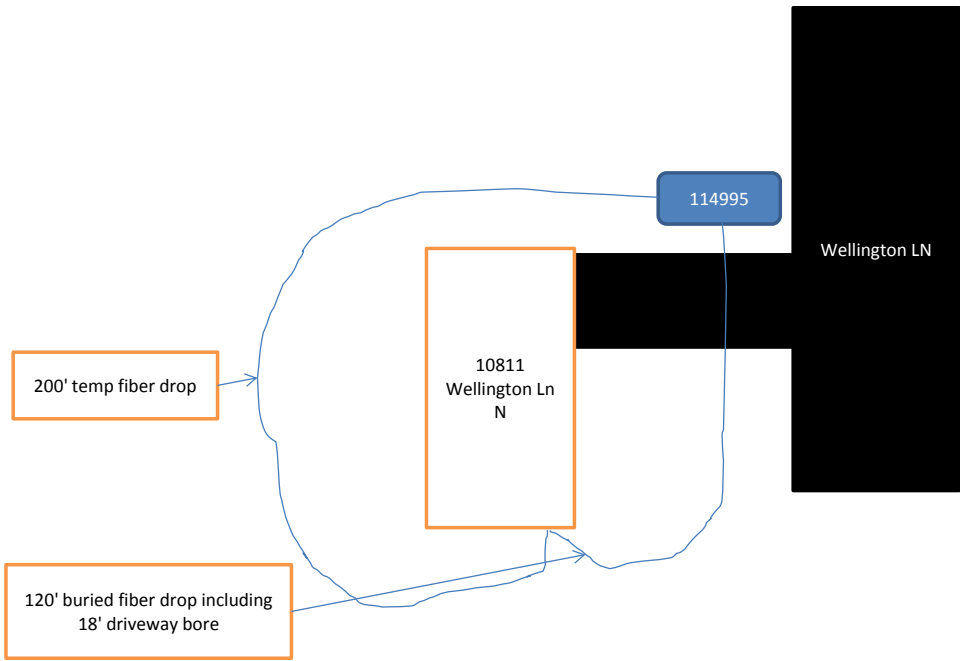 114995
Wellington LN
200' temp fiber drop
10811
Wellington Ln
N
120' buried fiber drop including
18' driveway bore